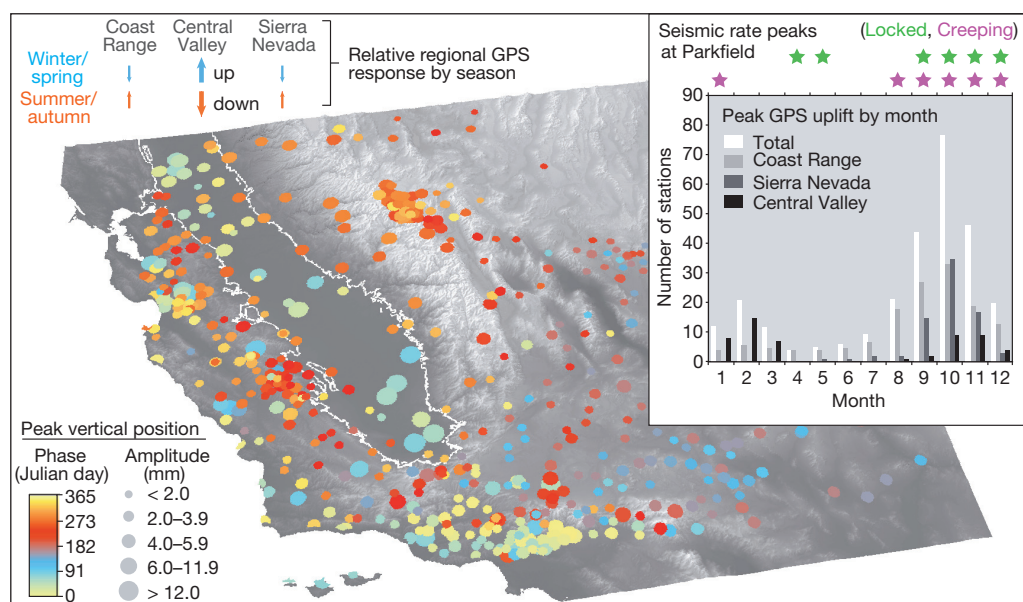 Coast Range
Central Valley
Sierra Nevada
Winter/spring
up
Summer/autumn
down
Relative regional GPS
response by season
Seismic rate peaks
at Parkfield
(Locked, Creeping)
Peak GPS uplift by month
Total
Coast Range
Sierra Nevada
Central Valley
Number of stations
90
80
70
60
50
40
30
20
10
0
1 2 3 4 5 6 7 8 9 10 11 12
Month
Peak vertical position
Phase
(Julian day)
365
273
182
91
0
Amplitude
(mm)
< 2.0
2.0–3.9
4.0–5.9
6.0–11.9
> 12.0